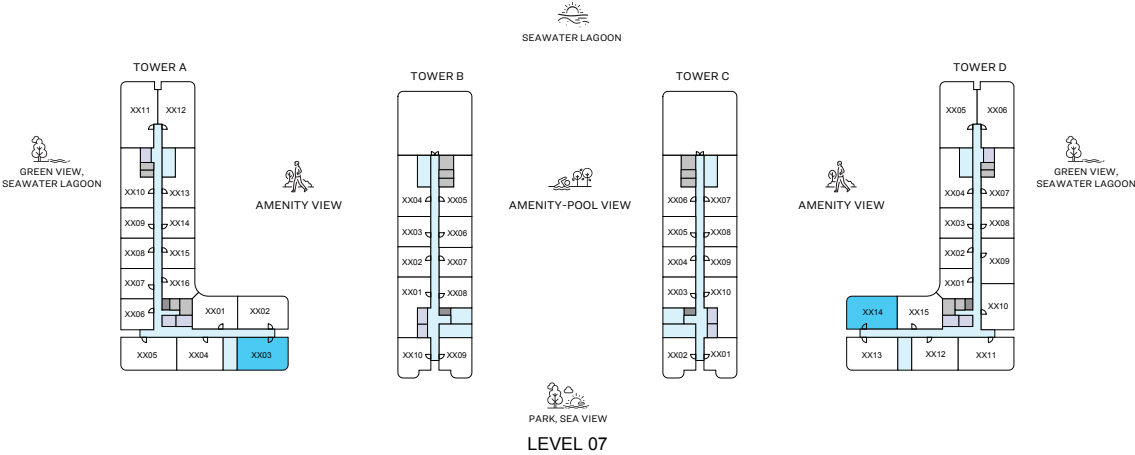 SEAWATER LAGOON
TOWER A
TOWER B
TOWER C
TOWER D
XX11
XX12
XX10
XX13
XX09
XX14
XX08
XX15
XX07
XX16
XX06
XX01
XX02
XX05
XX04
XX03
XX04
XX05
XX03
XX06
XX02
XX07
XX01
XX08
XX10
XX09
XX06
XX07
XX05
XX08
XX04
XX09
XX03
XX10
XX02
XX01
XX05
XX06
XX04
XX07
XX03
XX08
XX02
XX09
XX01
XX10
XX14
XX15
XX13
XX12
XX11
GREEN VIEW,
SEAWATER LAGOON
AMENITY VIEW
AMENITY-POOL VIEW
AMENITY VIEW
GREEN VIEW,
SEAWATER LAGOON
PARK, SEA VIEW
LEVEL 07